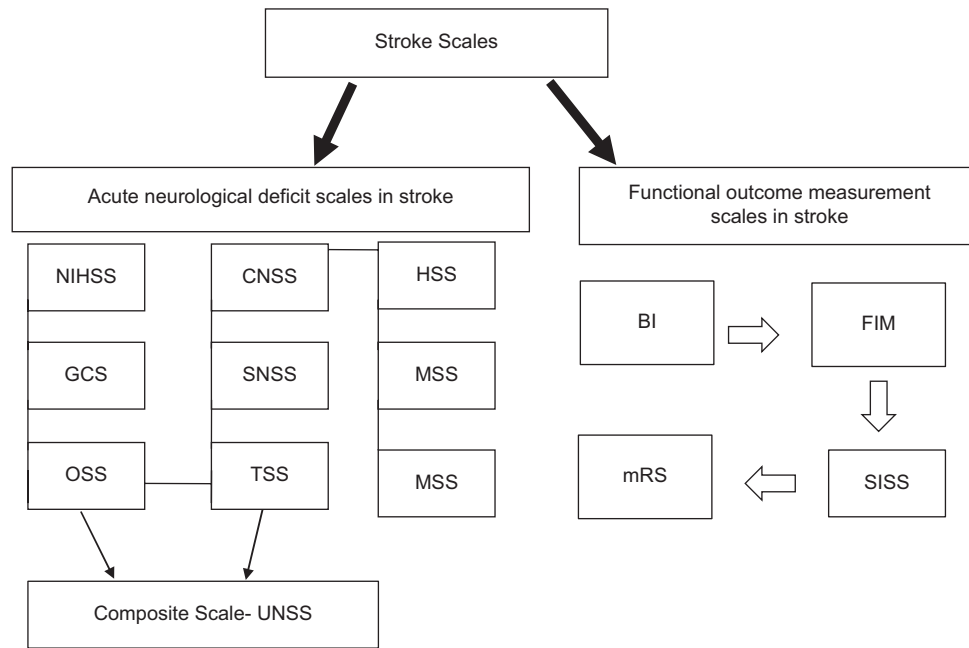 Stroke Scales
Acute neurological deficit scales in stroke
Functional outcome measurement
scales in stroke
NIHSS
CNSS
HSS
GCS
SNSS
MSS
OSS
TSS
MSS
Composite Scale- UNSS
BI
FIM
mRS
SISS